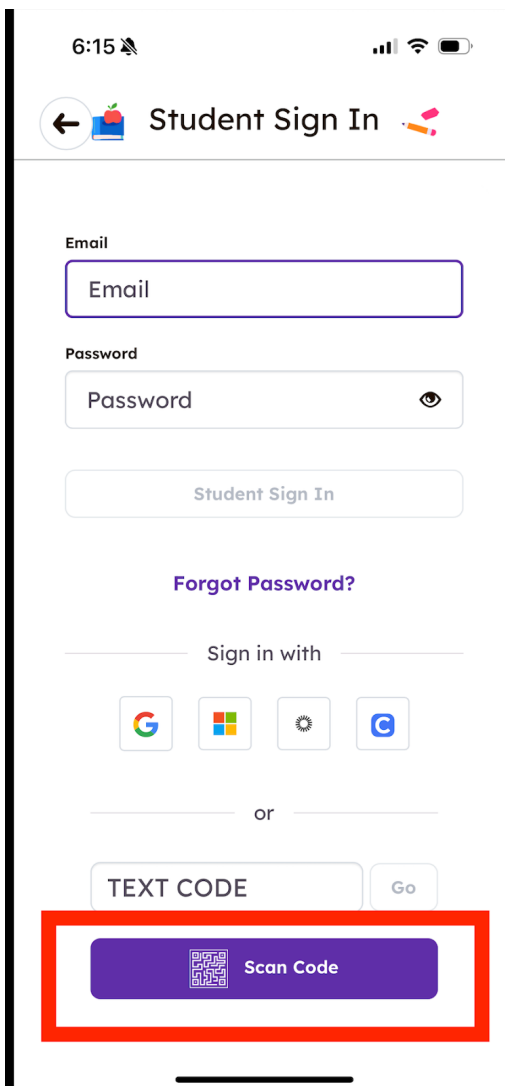 6:15
Student Sign In
Email
Email
Password
Password
Student Sign In
Forgot Password?
Sign in with
or
TEXT CODE
Go
Scan Code